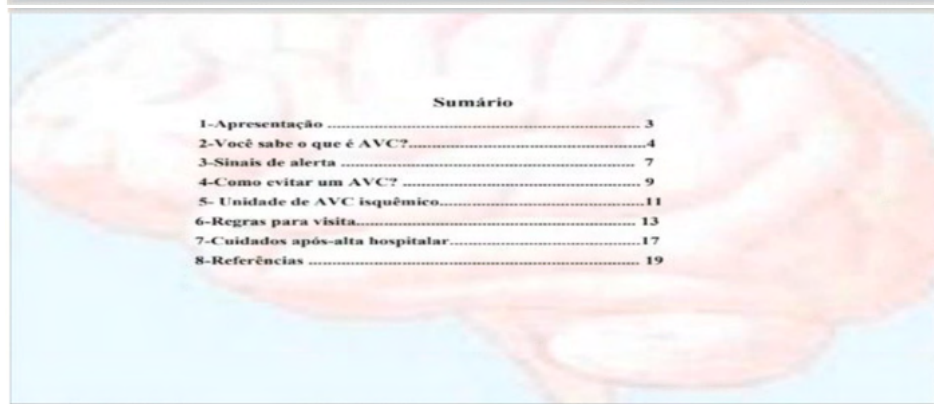 Sumário
1-Apresentação ........................................................................ 3
2-Você sabe o que é AVC?......................................................4
3-Sinais de alerta .................................................................... 7
4-Como evitar um AVC? ....................................................... 9
5- Unidade de AVC isquêmico...............................................11
6-Regras para visita................................................................ 13
7-Cuidados após-alta hospitalar............................................17
8-Referências ........................................................................... 19